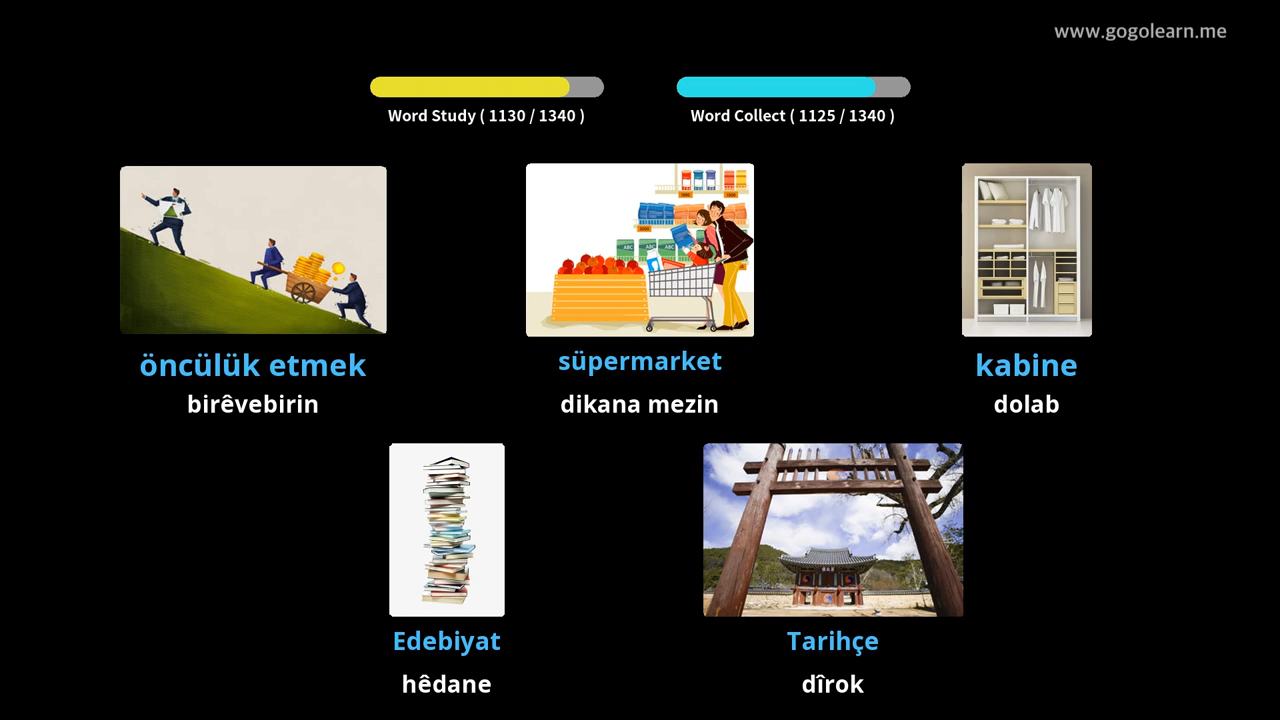 www.gogolearn.me
Word Study ( 1130 / 1340 )
Word Collect ( 1125 / 1340 )
öncülük etmek
birêvebirin
süpermarket
dikana mezin
kabine
dolab
Edebiyat
hêdane
Tarihçe
dîrok